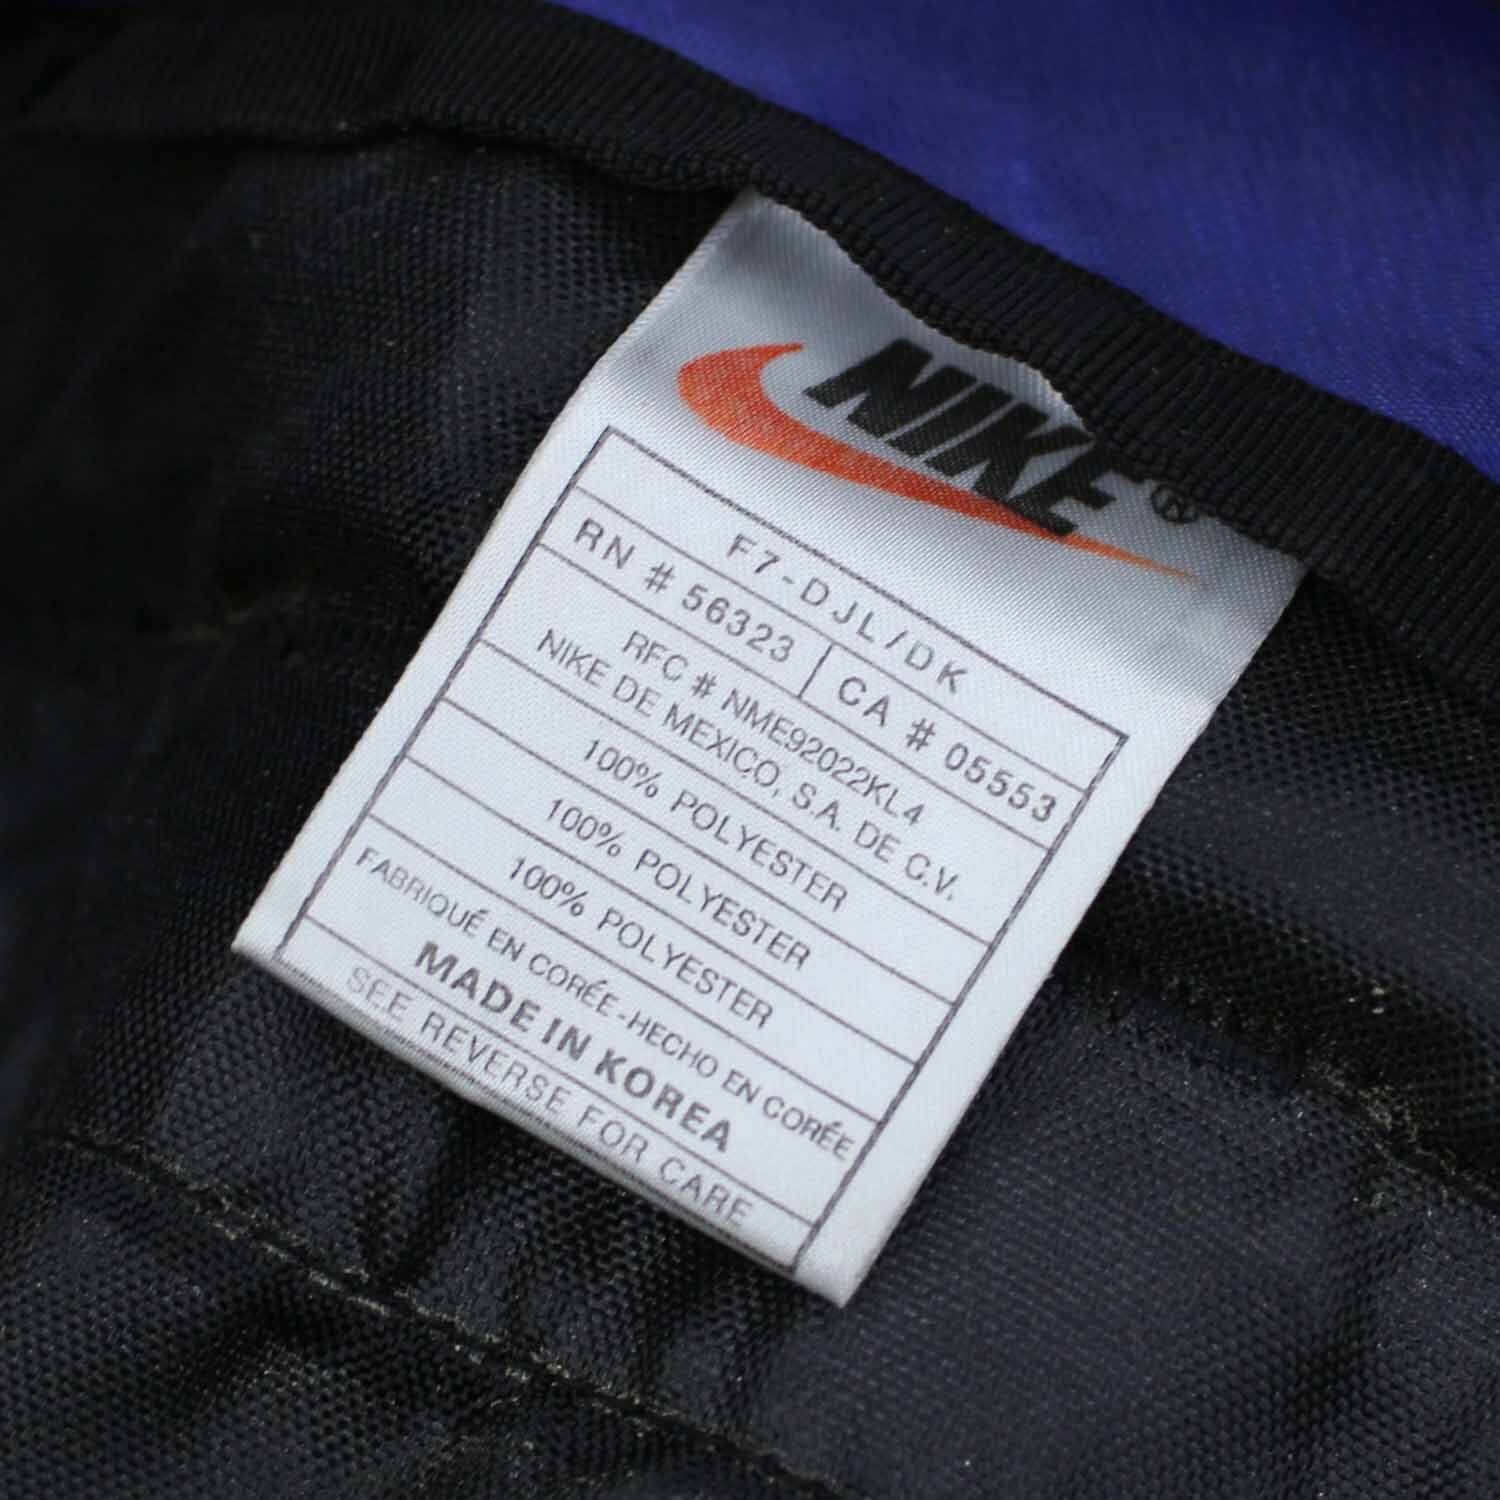 NIKE®
F7-DJL/DK
RN # 56323 CA # 05553
RFC # NME92022KL4
NIKE DE MEXICO, S.A. DE C.V.
100% POLYESTER
100% POLYESTER
100% POLYESTER
FABRIQUÉ EN CORÉE-HECHO EN CORÉE
MADE IN KOREA
SEE REVERSE FOR CARE